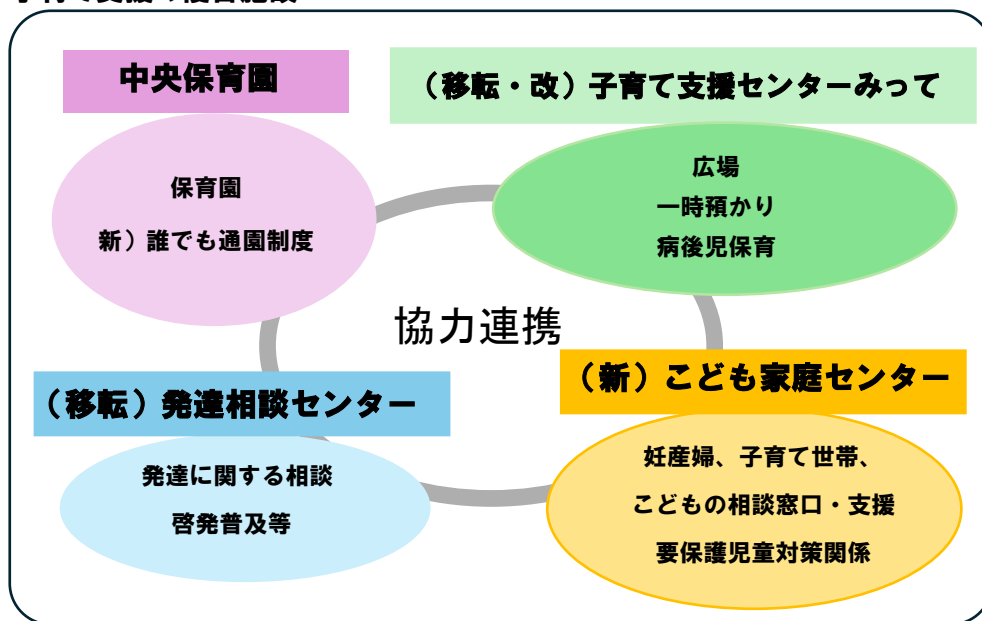 中央保育園
保育園
新）誰でも通園制度
（移転・改）子育て支援センターみって
広場
一時預かり
病後児保育
協力連携
（移転）発達相談センター
発達に関する相談
啓発普及等
（新）こども家庭センター
妊産婦、子育て世帯、
こどもの相談窓口・支援
要保護児童対策関係